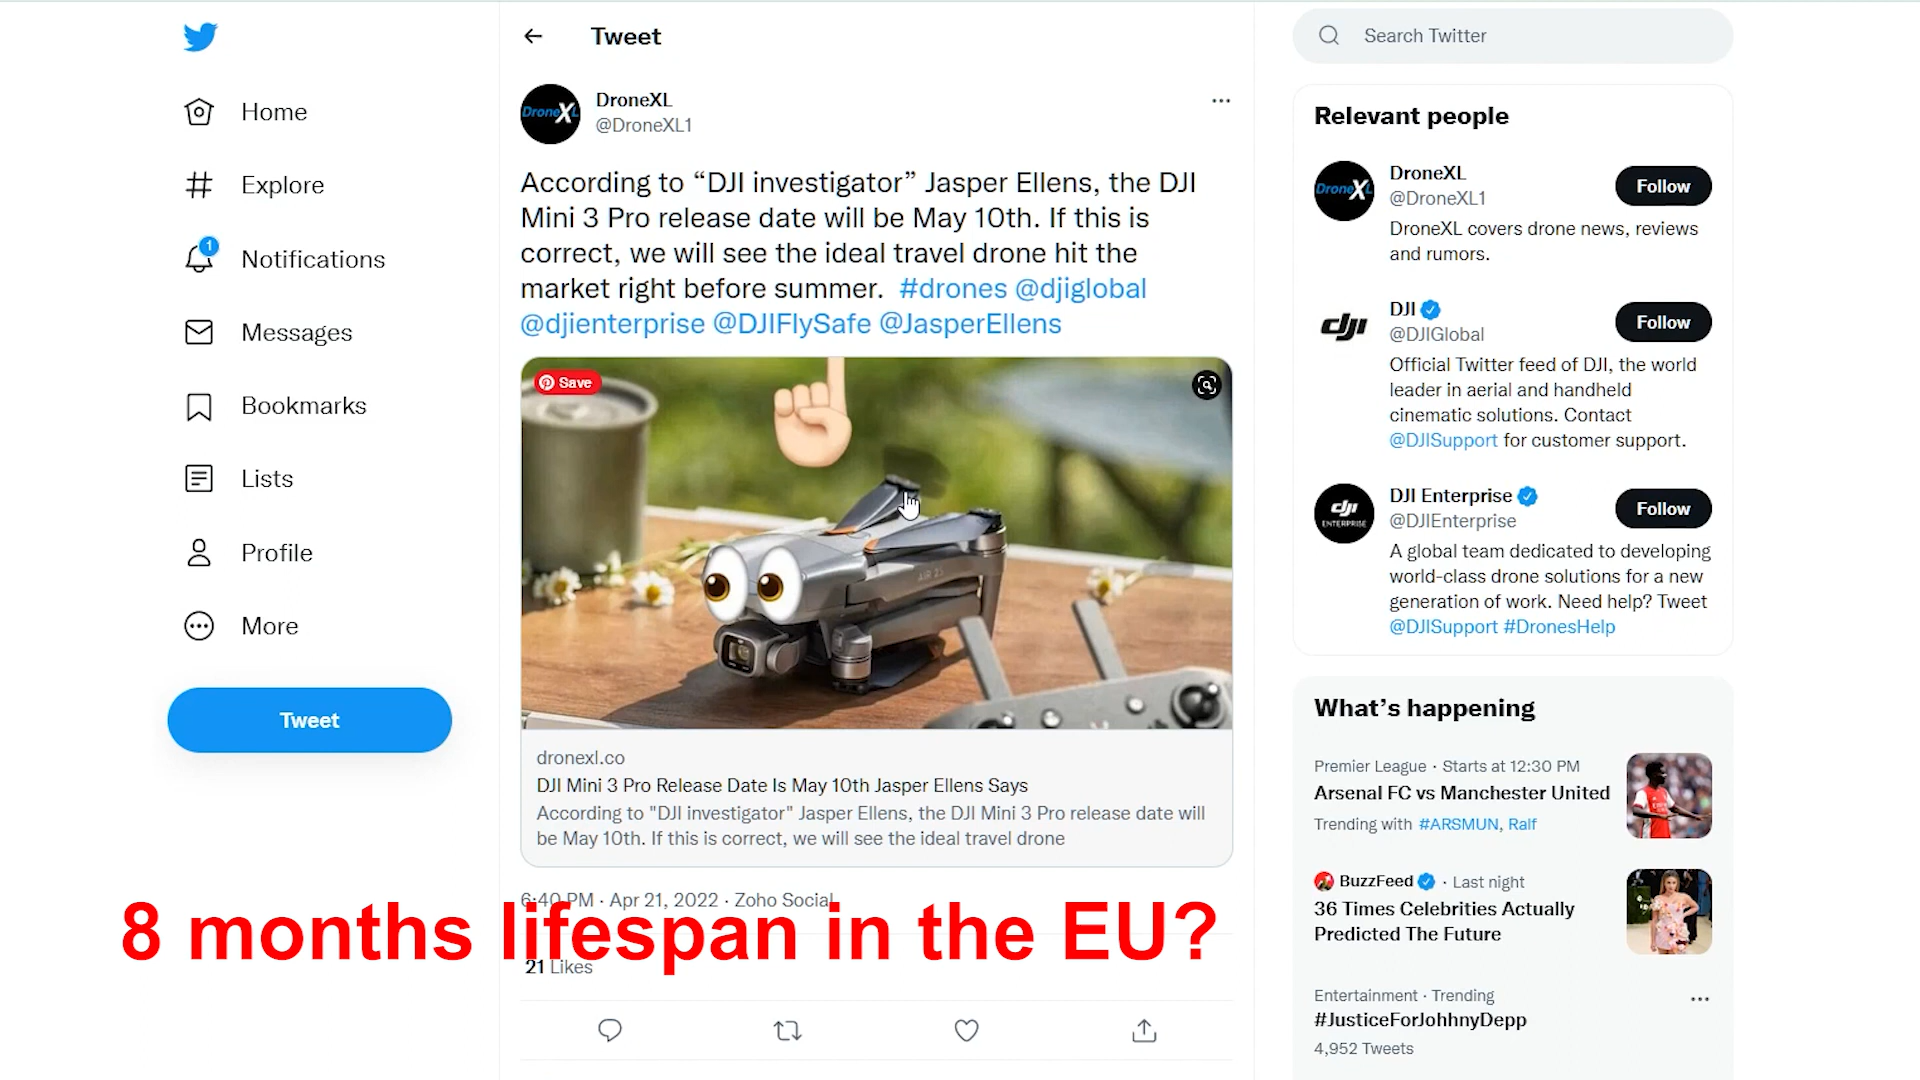 Home
Explore
1
Notifications
Messages
Bookmarks
Lists
Profile
More
Tweet
Tweet
DroneXL
DroneXL
@DroneXL1
According to “DJI investigator” Jasper Ellens, the DJI
Mini 3 Pro release date will be May 10th. If this is
correct, we will see the ideal travel drone hit the
market right before summer. #drones @djiglobal
@djienterprise @DJIFlySafe @JasperEllens
Save
AIR 2S
dronexl.co
DJI Mini 3 Pro Release Date Is May 10th Jasper Ellens Says
According to "DJI investigator" Jasper Ellens, the DJI Mini 3 Pro release date will
be May 10th. If this is correct, we will see the ideal travel drone
6:40 PM · Apr 21, 2022 · Zoho Social
8 months lifespan in the EU?
21 Likes
Search Twitter
Relevant people
DroneXL
DroneXL
@DroneXL1
Follow
DroneXL covers drone news, reviews
and rumors.
dji
DJI
@DJIGlobal
Follow
Official Twitter feed of DJI, the world
leader in aerial and handheld
cinematic solutions. Contact
@DJISupport for customer support.
dji
ENTERPRISE
DJI Enterprise
@DJIEnterprise
Follow
A global team dedicated to developing
world-class drone solutions for a new
generation of work. Need help? Tweet
@DJISupport #DronesHelp
What’s happening
Premier League · Starts at 12:30 PM
Arsenal FC vs Manchester United
Trending with #ARSMUN, Ralf
BuzzFeed · Last night
36 Times Celebrities Actually
Predicted The Future
Entertainment · Trending
#JusticeForJohhnyDepp
4,952 Tweets